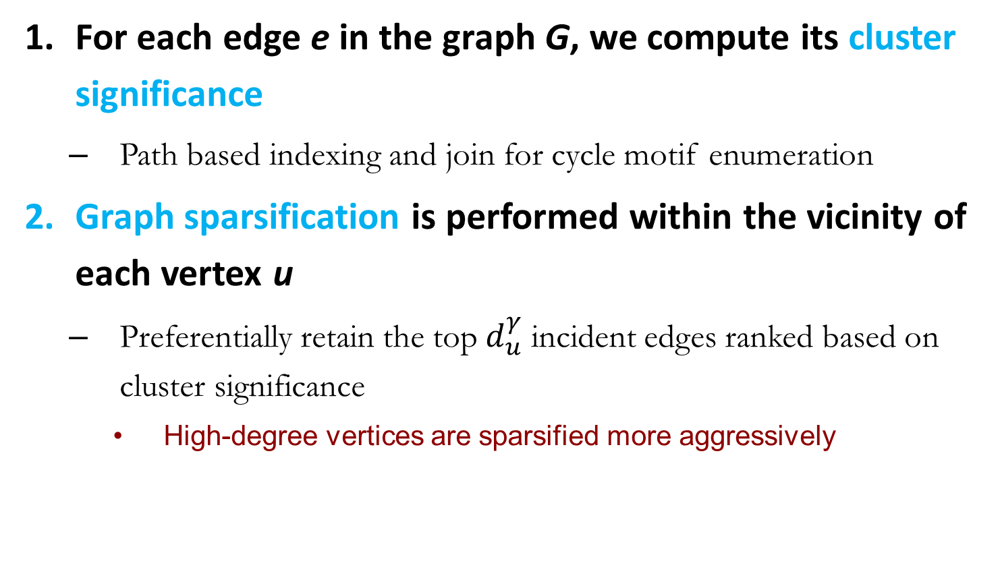 1. For each edge e in the graph G, we compute its cluster
significance
– Path based indexing and join for cycle motif enumeration
2. Graph sparsification is performed within the vicinity of
each vertex u
– Preferentially retain the top $d_u^\gamma$ incident edges ranked based on
cluster significance
• High-degree vertices are sparsified more aggressively